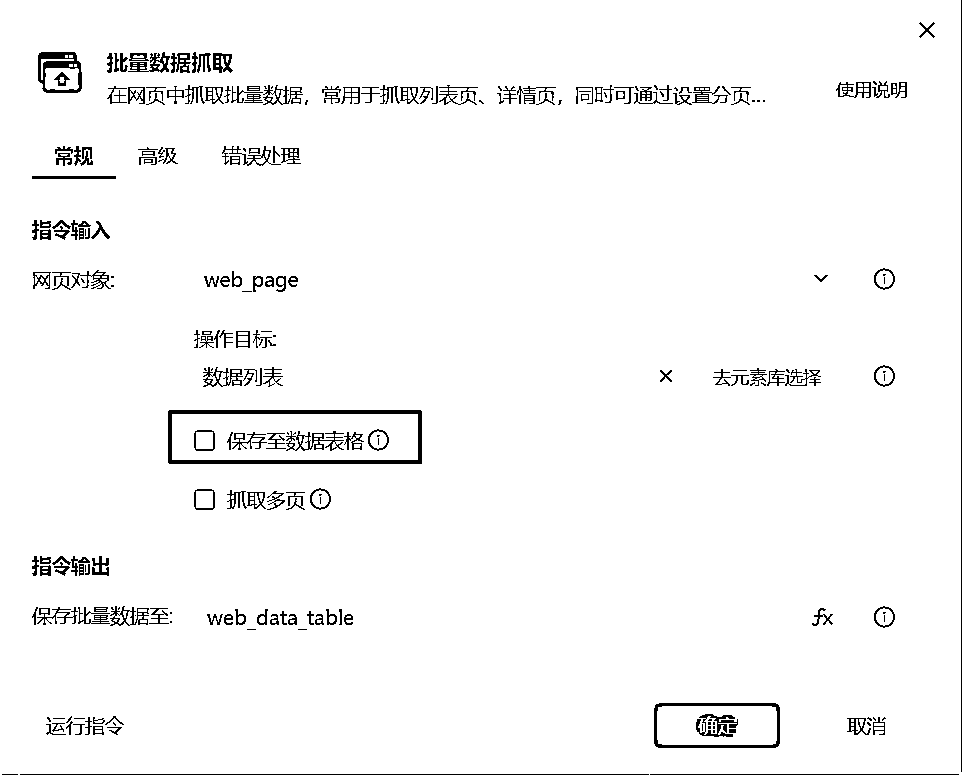 批量数据抓取
在网页中抓取批量数据，常用于抓取列表页、详情页，同时可通过设置分页...
使用说明
常规 高级 错误处理
指令输入
网页对象: web_page
操作目标:
数据列表 去元素库选择
保存至数据表格
抓取多页
指令输出
保存批量数据至: web_data_table fx
运行指令 确定 取消